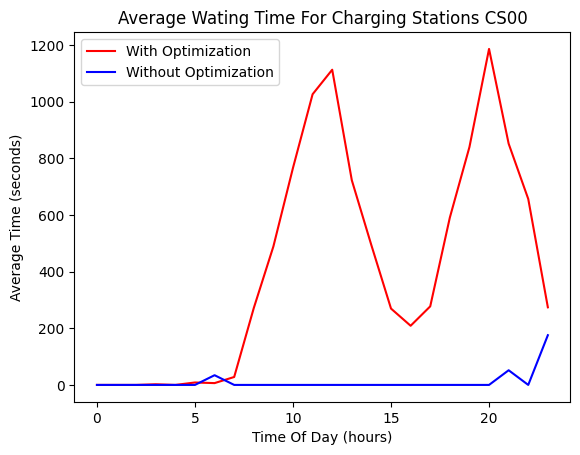 Average Wating Time For Charging Stations CS00
With Optimization
Without Optimization
Average Time (seconds)
1200
1000
800
600
400
200
0
0 5 10 15 20
Time Of Day (hours)